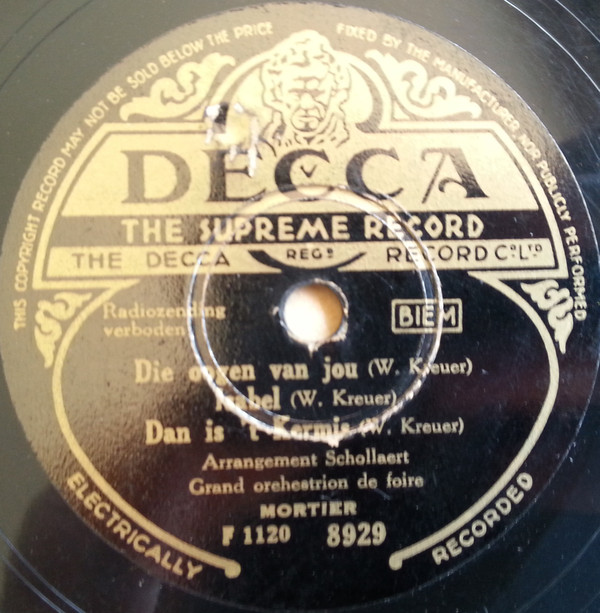 THIS COPYRIGHT RECORD MAY NOT BE SOLD BELOW THE PRICE FIXED BY THE MANUFACTURER NOR PUBLICLY PERFORMED
DECCA
THE SUPREME RECORD
THE DECCA REGD RECORD Co. LTD
Radiozending
verboden
BIEM
Die oogen van jou (W. Kreuer)
(W. Kreuer)
Dan is 't Kermis (W. Kreuer)
Arrangement Schollaert
Grand orehestrion de foire
MORTIER
F 1120 8929
ELECTRICALLY RECORDED